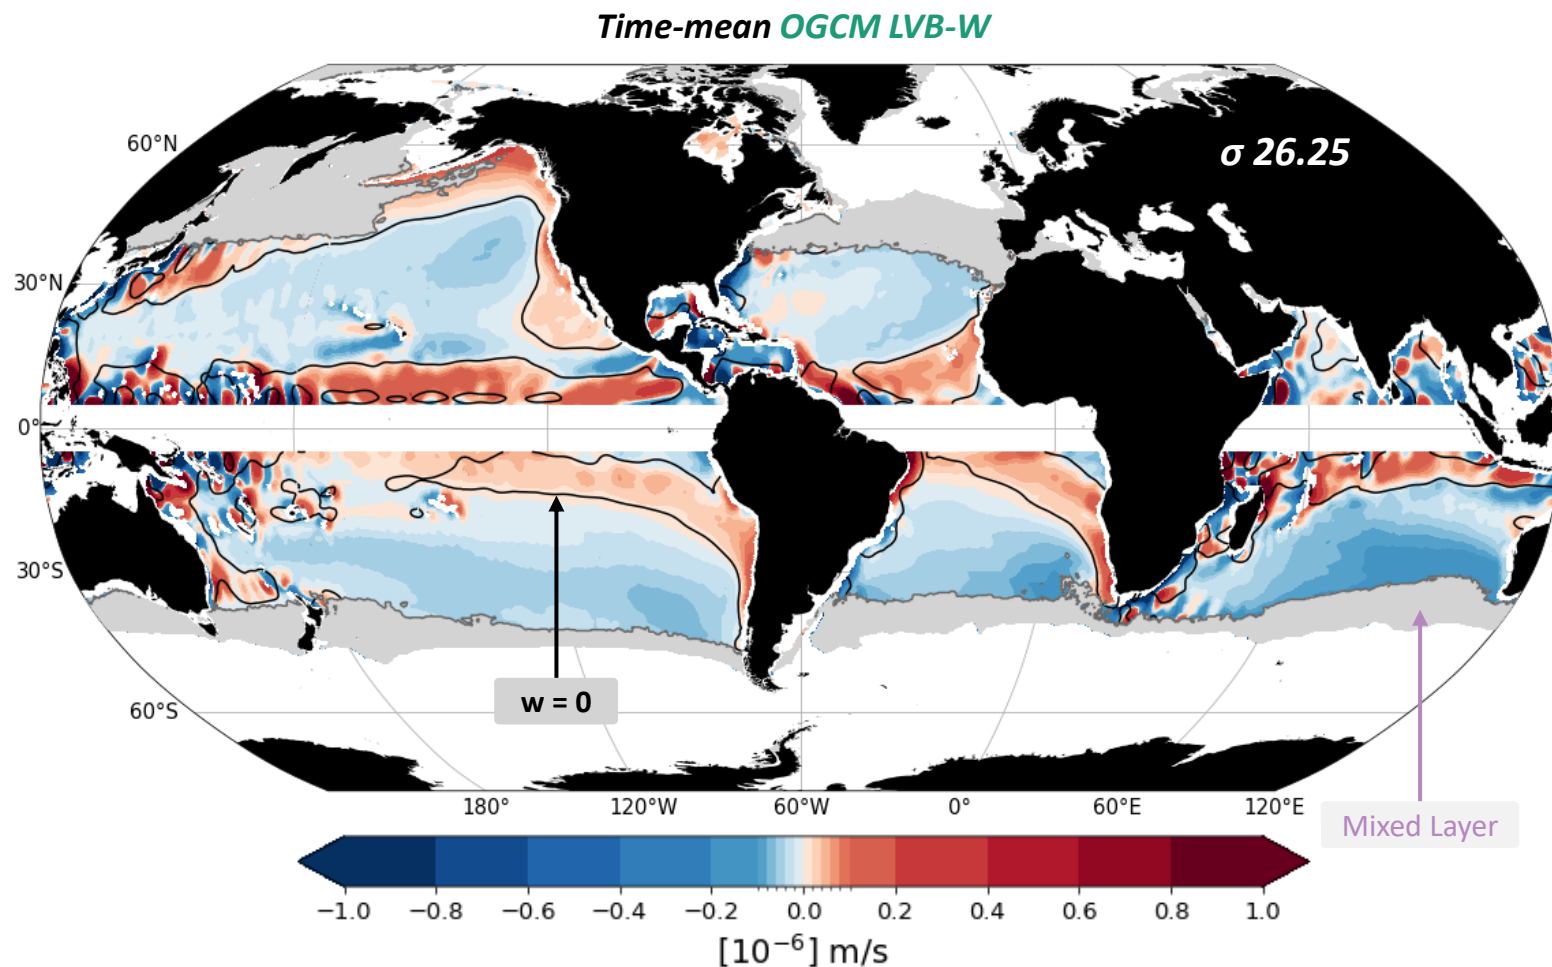 Time-mean OGCM LVB-W
60°N
σ 26.25
30°N
0°
30°S
w = 0
60°S
180°
120°W
60°W
0°
60°E
120°E
Mixed Layer
−1.0
−0.8
−0.6
−0.4
−0.2
0.0
0.2
0.4
0.6
0.8
1.0
[10⁻⁶] m/s